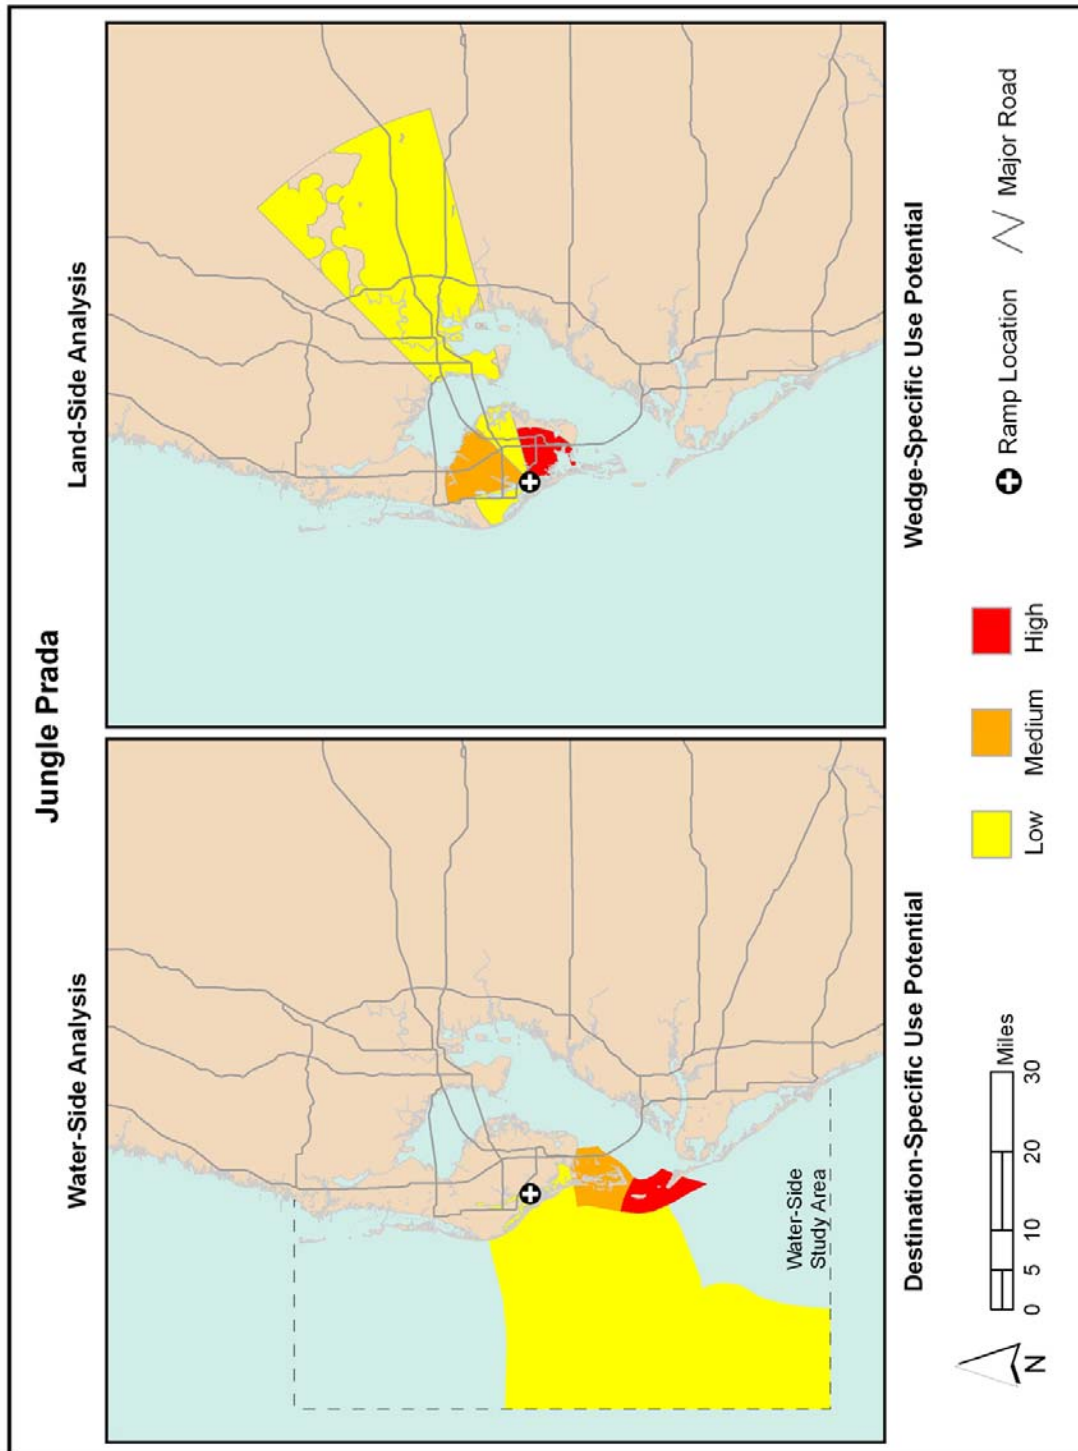 Jungle Prada
Water-Side Analysis
Land-Side Analysis
Water-Side
Study Area
Destination-Specific Use Potential
Wedge-Specific Use Potential
N
0 5 10 20 30
Miles
Low
Medium
High
Ramp Location
Major Road